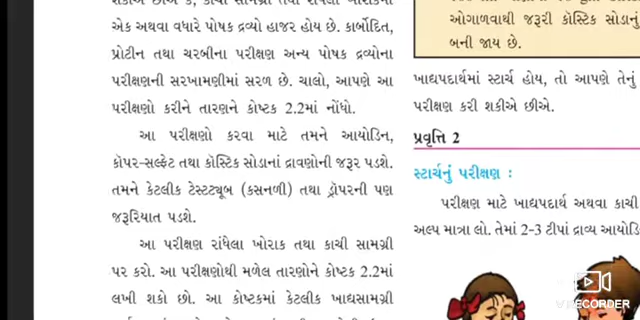 એક અથવા વધારે પોષક દ્રવ્યો હાજર હોય છે. કાર્બોદિત,
પ્રોટીન તથા ચરબીના પરીક્ષણ અન્ય પોષક દ્રવ્યોના
પરીક્ષણની સરખામણીમાં સરળ છે. ચાલો, આપણે આ
પરીક્ષણો કરીને તારણને કોષ્ટક 2.2માં નોંધો.
આ પરીક્ષણો કરવા માટે તમને આયોડિન,
કૉપર-સલ્ફેટ તથા કૉસ્ટિક સોડાનાં દ્રાવણોની જરૂર પડશે.
તમને કેટલીક ટેસ્ટટ્યૂબ (કસનળી) તથા ડ્રૉપરની પણ
જરૂરિયાત પડશે.
આ પરીક્ષણ રાંધેલા ખોરાક તથા કાચી સામગ્રી
પર કરો. આ પરીક્ષણોથી મળેલ તારણોને કોષ્ટક 2.2માં
લખી શકો છો. આ કોષ્ટકમાં કેટલીક ખાદ્યસામગ્રી
ઓગાળવાથી જરૂરી કૉસ્ટિક સોડાનું
બની જાય છે.
ખાદ્યપદાર્થમાં સ્ટાર્ચ હોય, તો આપણે તેનું
પરીક્ષણ કરી શકીએ છીએ.
પ્રવૃત્તિ 2
સ્ટાર્ચનું પરીક્ષણ :
પરીક્ષણ માટે ખાદ્યપદાર્થ અથવા કાચી
અલ્પ માત્રા લો. તેમાં 2-3 ટીપાં દ્રાવ્ય આયોડિ
RECORDER